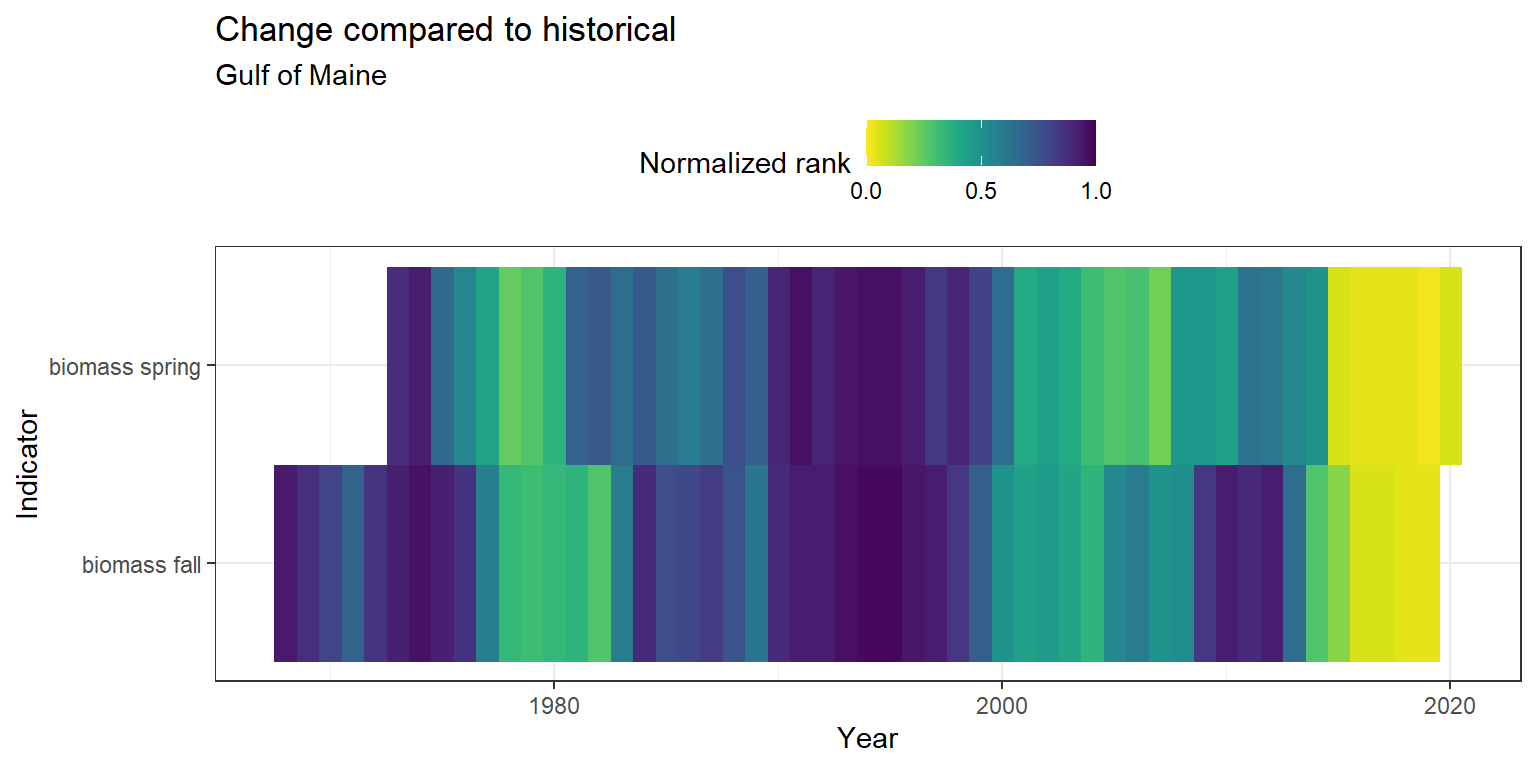 Change compared to historical
Gulf of Maine
Normalized rank
0.0 0.5 1.0
biomass spring
biomass fall
Indicator
1980 2000 2020
Year